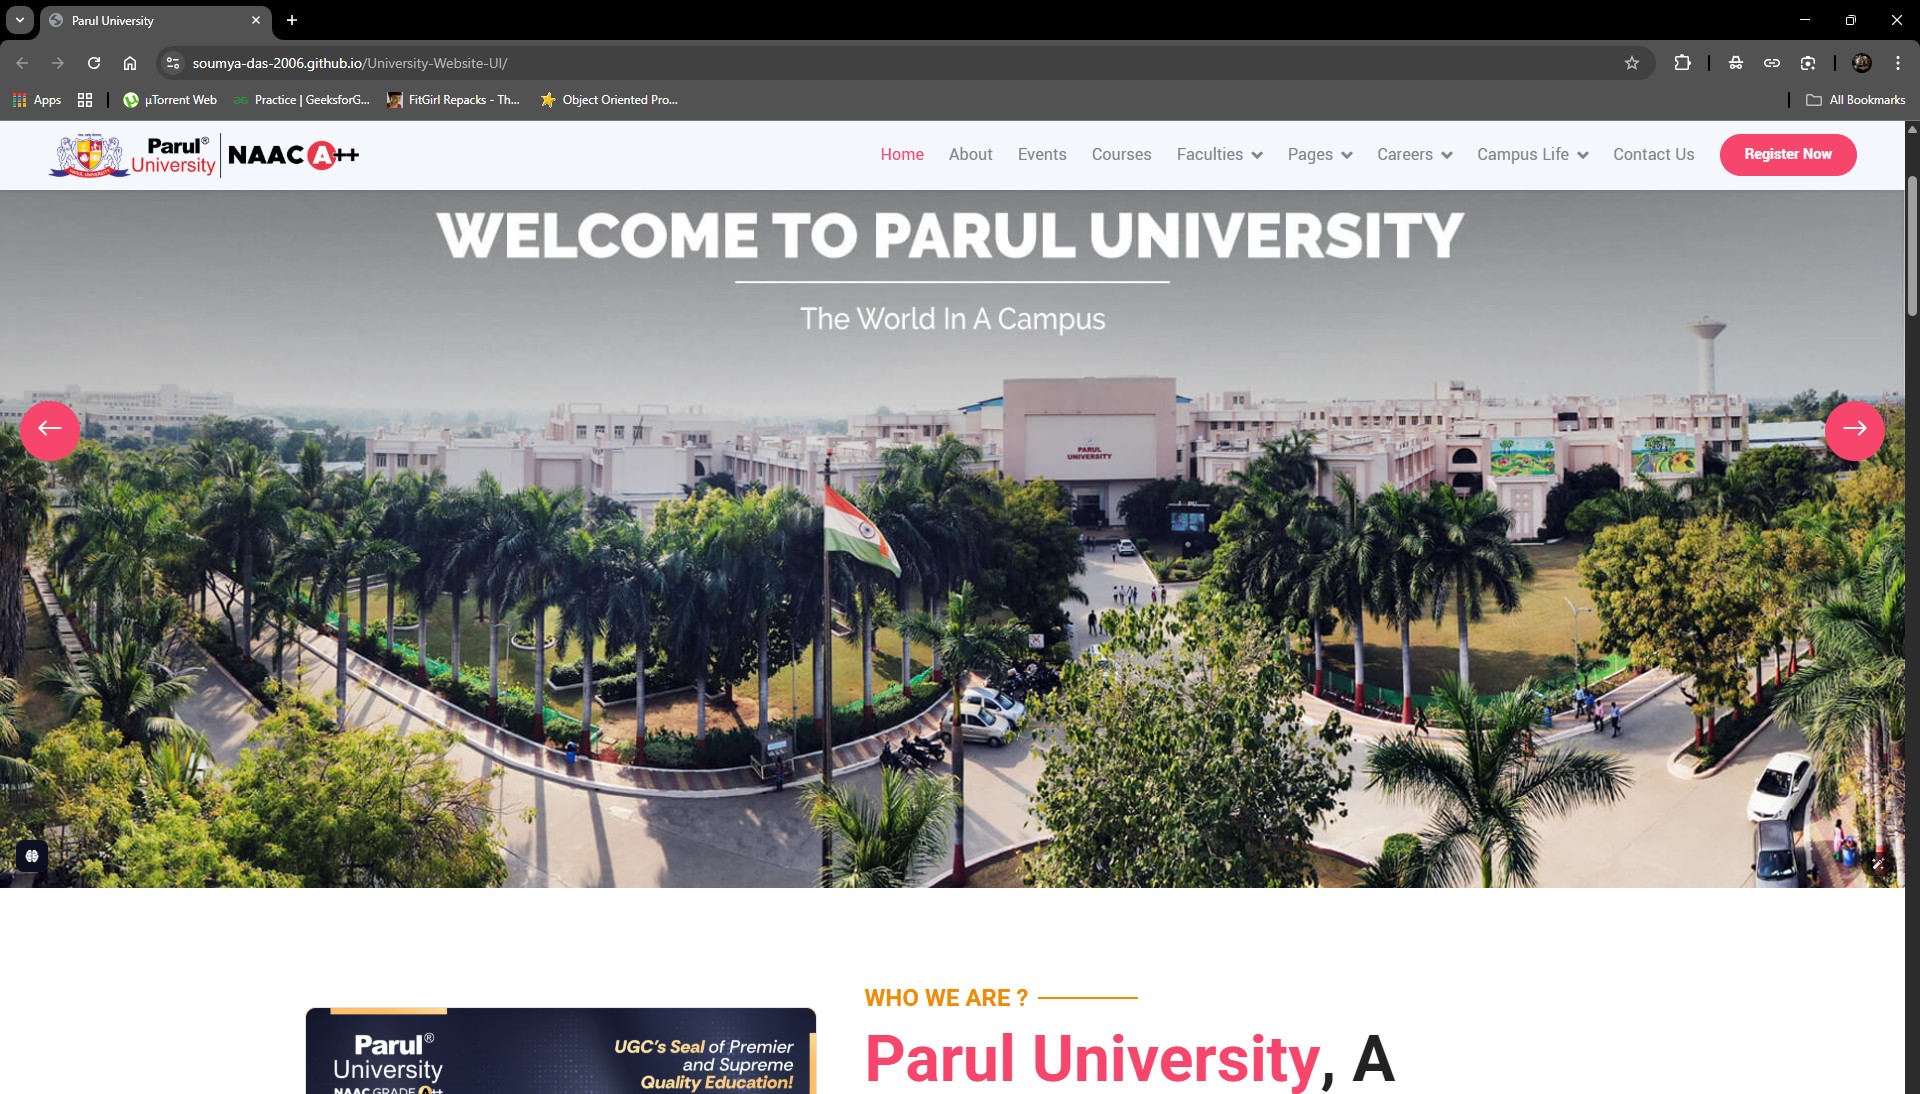 Parul University
soumya-das-2006.github.io/University-Website-UI/
Apps
µTorrent Web
Practice | GeeksforG...
FitGirl Repacks - Th...
Object Oriented Pro...
All Bookmarks
Parul®
University
PARUL UNIVERSITY
NAAC A++
Home
About
Events
Courses
Faculties
Pages
Careers
Campus Life
Contact Us
Register Now
WELCOME TO PARUL UNIVERSITY
The World In A Campus
PARUL
UNIVERSITY
WHO WE ARE ?
Parul University, A
Parul®
University
NAAC GRADE A++
UGC's Seal of Premier
and Supreme
Quality Education!